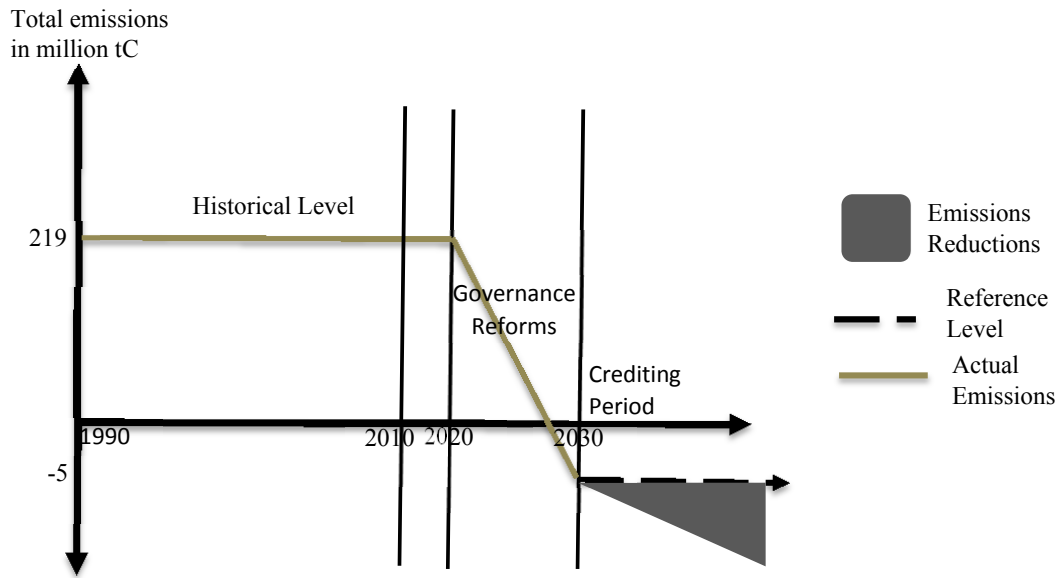 Total emissions
in million tC
Historical Level
219
Governance
Reforms
Crediting
Period
1990
2010
2020
2030
-5
Emissions
Reductions
Reference
Level
Actual
Emissions